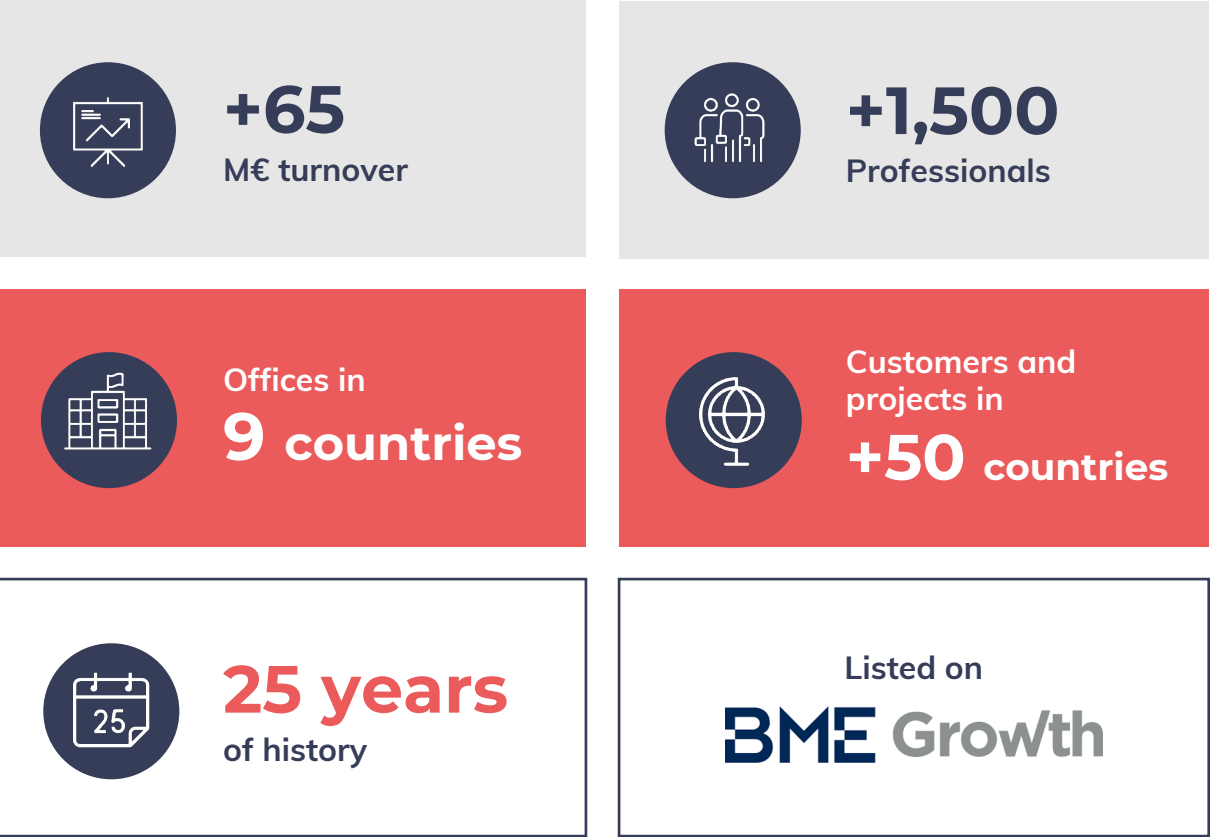 +65
M€ turnover
+1,500
Professionals
Offices in
9 countries
Customers and
projects in
+50 countries
25
25 years
of history
Listed on
BME Growth